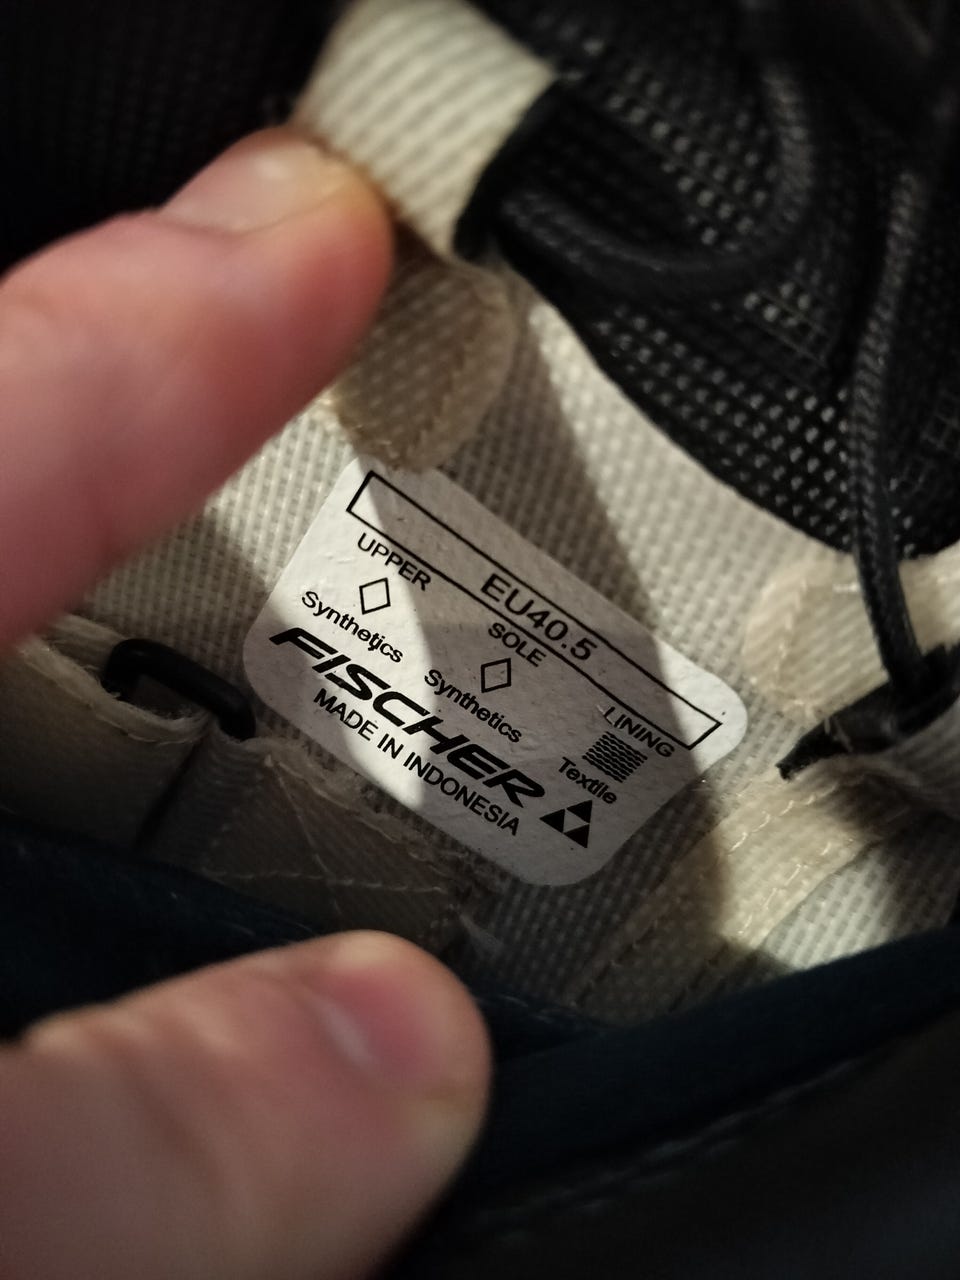 EU40.5
UPPER SOLE LINING
Synthetics Synthetics Textile
FISCHER
MADE IN INDONESIA